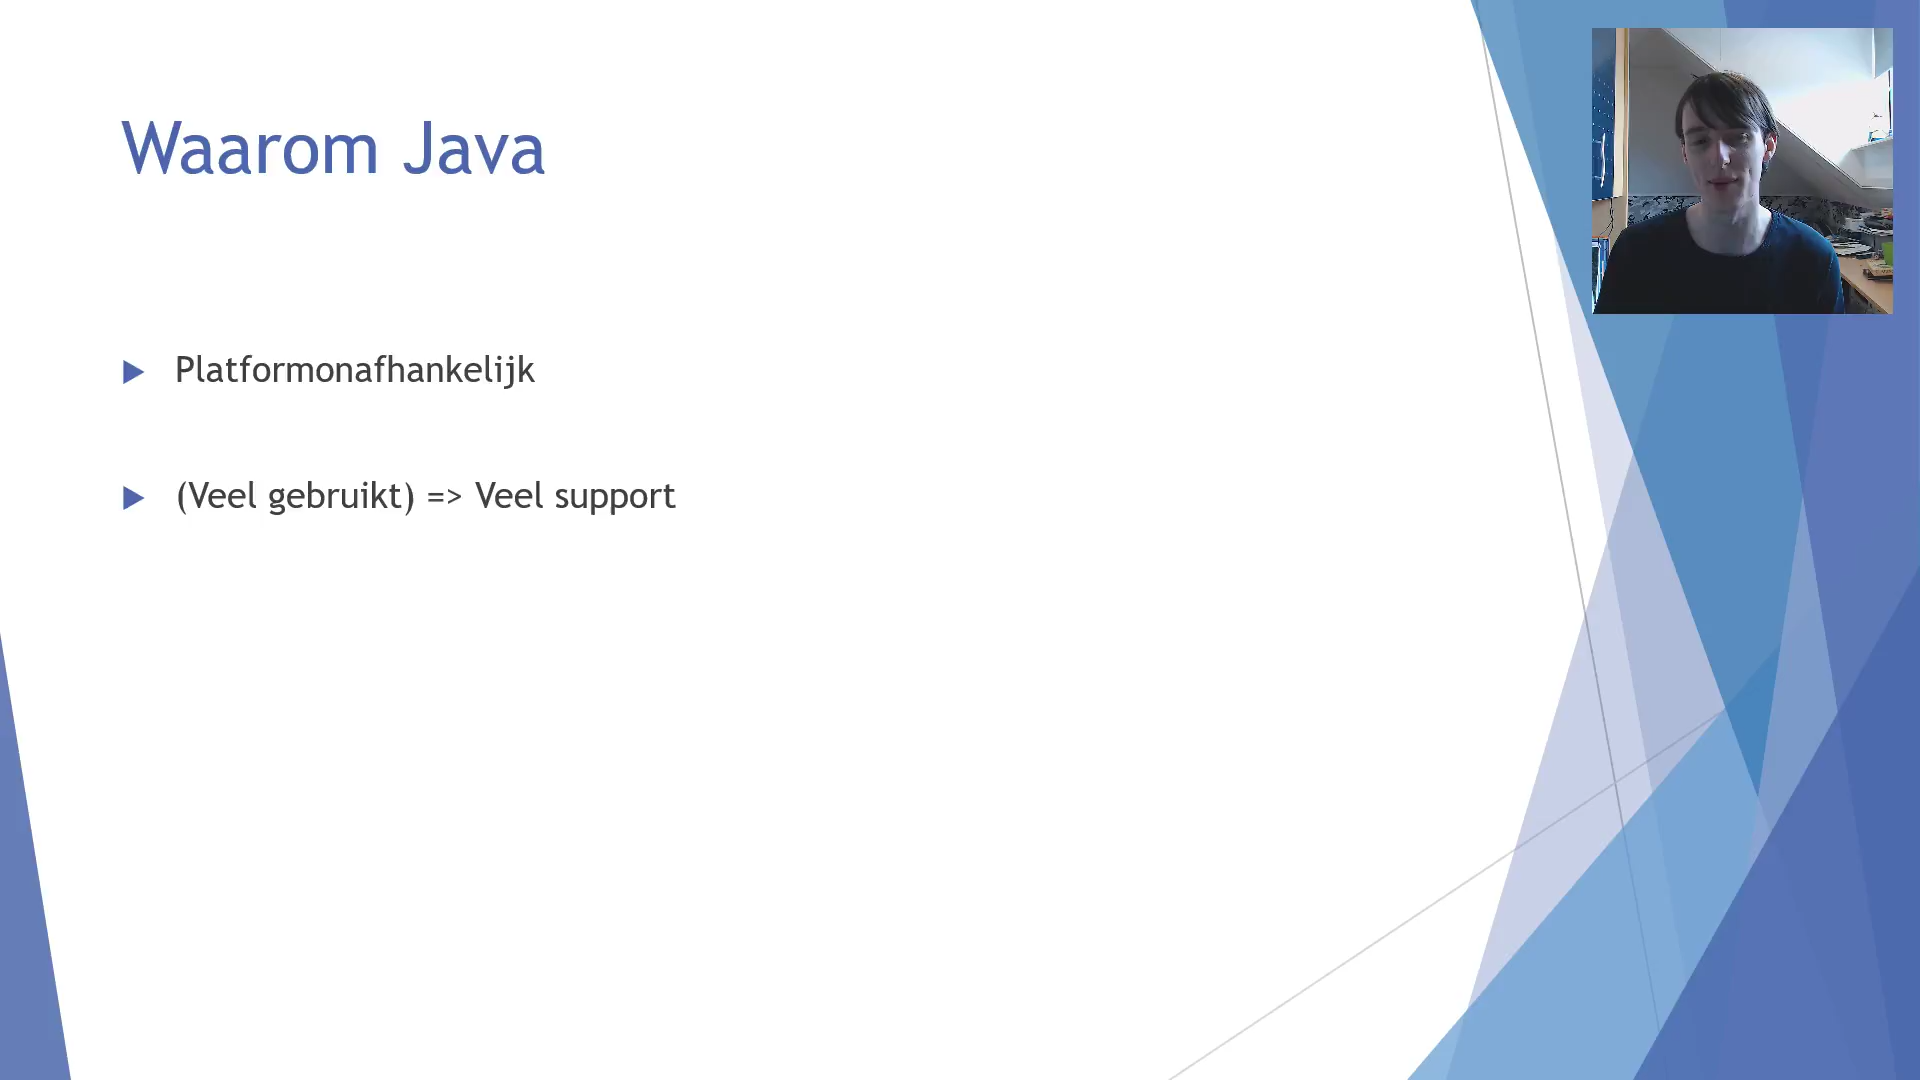 Waarom Java
Platformonafhankelijk
(Veel gebruikt) => Veel support